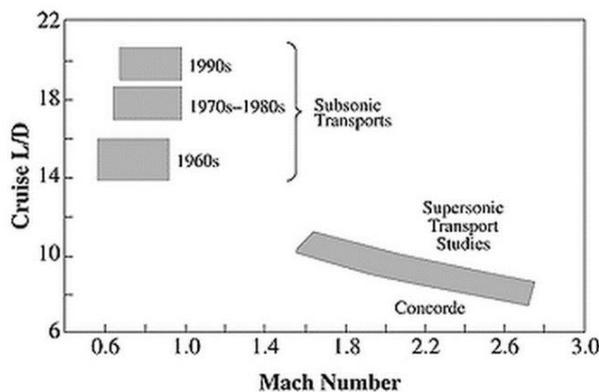 22
18
14
10
6
Cruise L/D
1990s
1970s–1980s
1960s
Subsonic
Transports
Supersonic
Transport
Studies
Concorde
0.6 1.0 1.4 1.8 2.2 2.6 3.0
Mach Number